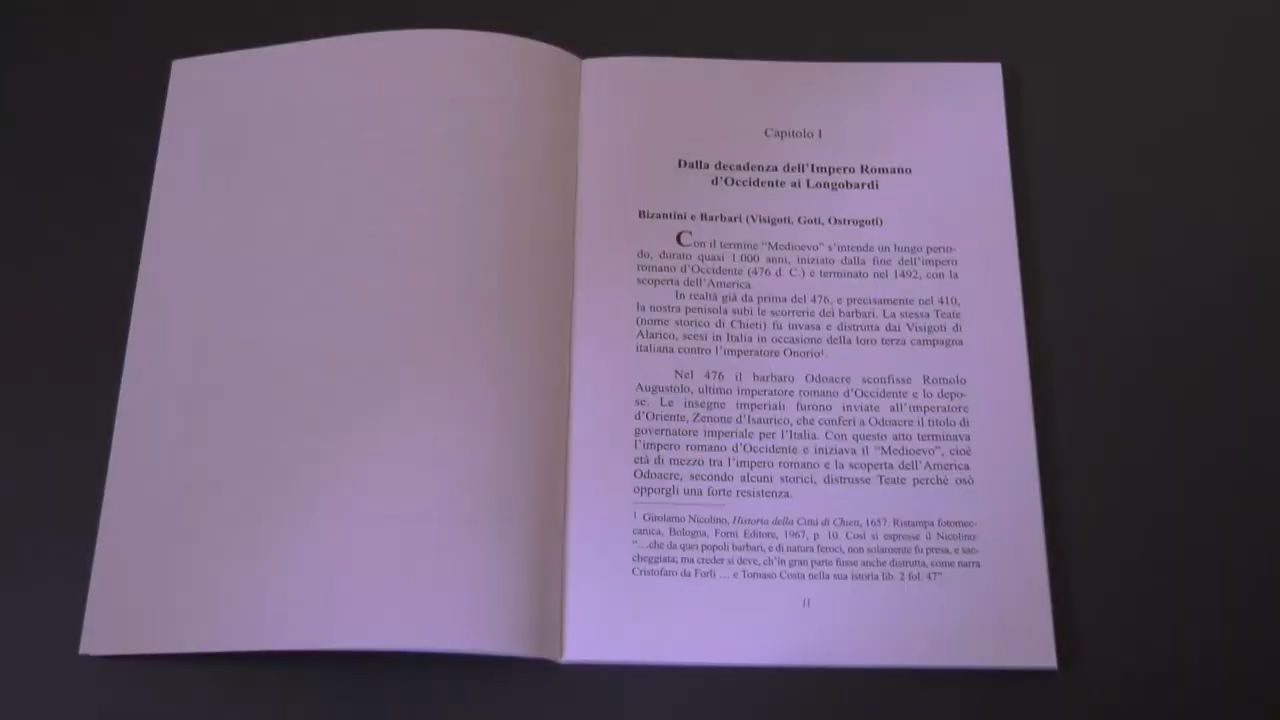 Capitolo I
Dalla decadenza dell'Impero Romano
d'Occidente ai Longobardi
Bizantini e Barbari (Visigoti, Goti, Ostrogoti)
Con il termine "Medioevo" s'intende un lungo perio-
do, durato quasi 1.000 anni, iniziato dalla fine dell'impero
romano d'Occidente (476 d. C.) e terminato nel 1492, con la
scoperta dell'America
In realtà già da prima del 476, e precisamente nel 410,
la nostra penisola subì le scorrerie dei barbari. La stessa Teate
(nome storico di Chieti) fu invasa e distrutta dai Visigoti di
Alarico, scesi in Italia in occasione della loro terza campagna
italiana contro l'imperatore Onorio¹.
Nel 476 il barbaro Odoacre sconfisse Romolo
Augustolo, ultimo imperatore romano d'Occidente e lo depo-
se. Le insegne imperiali furono inviate all'imperatore
d'Oriente, Zenone d'Isaurico, che conferì a Odoacre il titolo di
governatore imperiale per l'Italia. Con questo atto terminava
l'impero romano d'Occidente e iniziava il "Medioevo", cioè
età di mezzo tra l'impero romano e la scoperta dell'America
Odoacre, secondo alcuni storici, distrusse Teate perchè osò
opporgli una forte resistenza.
¹ Girolamo Nicolino, Historia della Città di Chieti, 1657. Ristampa fotomec-
canica, Bologna, Forni Editore, 1967, p. 10. Così si espresse il Nicolino:
"...che da quei popoli barbari, e di natura feroci, non solamente fu presa, e sac-
cheggiata; ma creder si deve, ch'in gran parte fusse anche distrutta, come narra
Cristofaro da Forlì ... e Tomaso Costa nella sua istoria lib. 2 fol. 47"
11